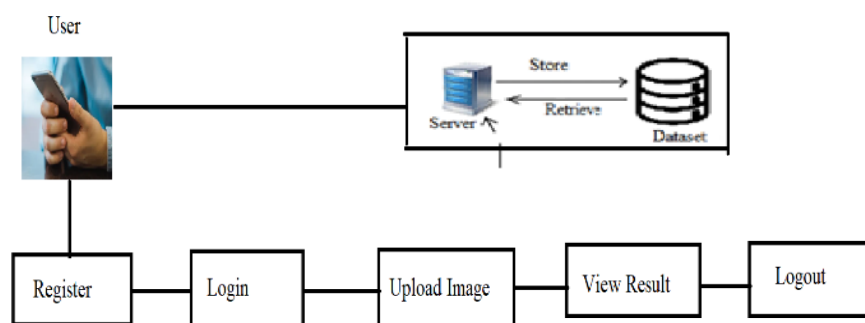 User
Store
Retrieve
Server
Dataset
Register
Login
Upload Image
View Result
Logout